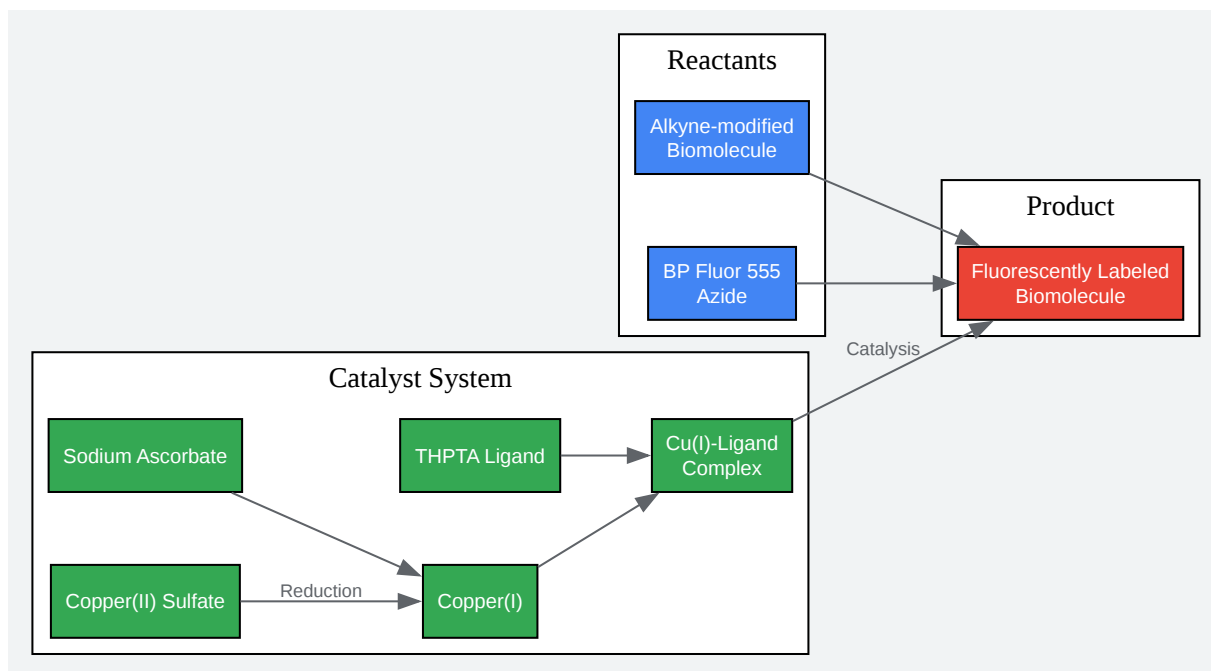 Reactants
Alkyne-modified
Biomolecule
BP Fluor 555
Azide
Product
Fluorescently Labeled
Biomolecule
Catalysis
Catalyst System
Sodium Ascorbate
THPTA Ligand
Cu(I)-Ligand
Complex
Copper(II) Sulfate
Reduction
Copper(I)